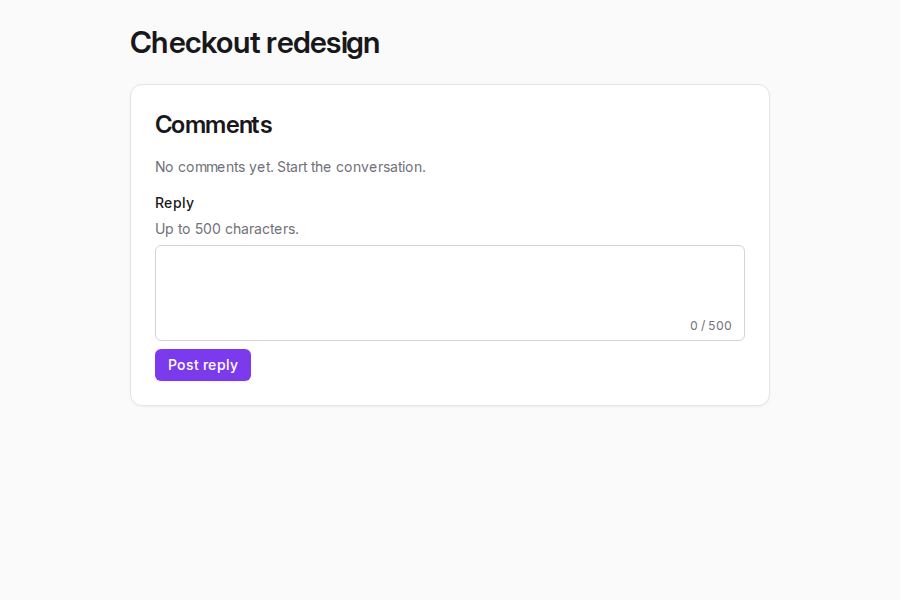 Checkout redesign
Comments
No comments yet. Start the conversation.
Reply
Up to 500 characters.
0 / 500
Post reply